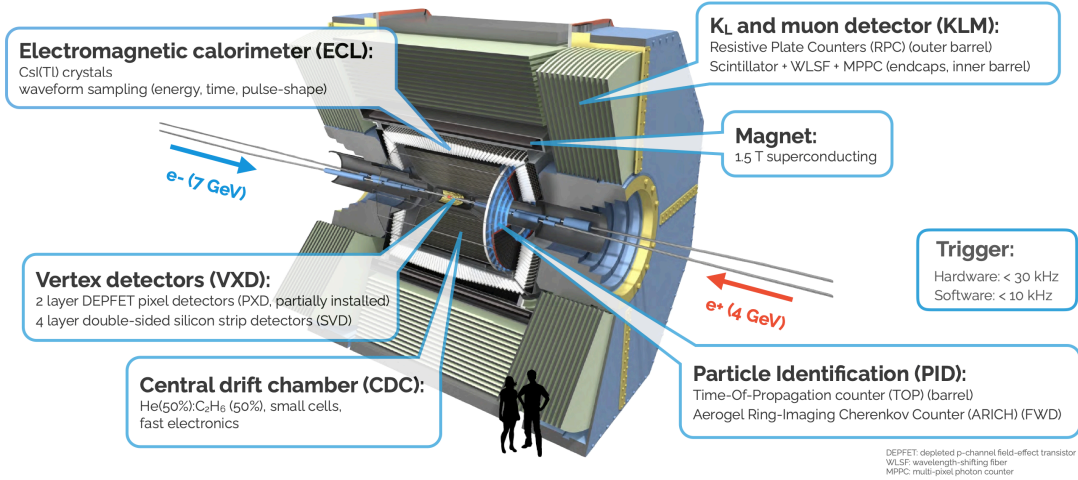 Electromagnetic calorimeter (ECL):
CsI(Tl) crystals
waveform sampling (energy, time, pulse-shape)
K_L and muon detector (KLM):
Resistive Plate Counters (RPC) (outer barrel)
Scintillator + WLSF + MPPC (endcaps, inner barrel)
Magnet:
1.5 T superconducting
e- (7 GeV)
Trigger:
Hardware: < 30 kHz
Software: < 10 kHz
Vertex detectors (VXD):
2 layer DEPFET pixel detectors (PXD, partially installed)
4 layer double-sided silicon strip detectors (SVD)
e+ (4 GeV)
Central drift chamber (CDC):
He(50%):C₂H₆ (50%), small cells,
fast electronics
Particle Identification (PID):
Time-Of-Propagation counter (TOP) (barrel)
Aerogel Ring-Imaging Cherenkov Counter (ARICH) (FWD)
DEPFET: depleted p-channel field-effect transistor
WLSF: wavelength-shifting fiber
MPPC: multi-pixel photon counter